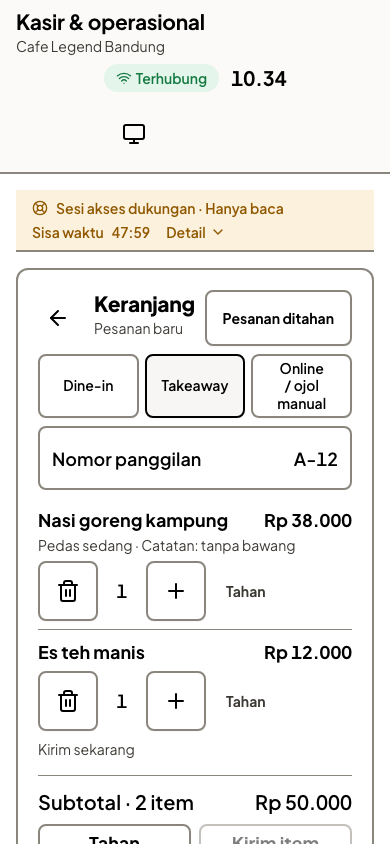 Kasir & operasional
Cafe Legend Bandung
Terhubung 10.34
Sesi akses dukungan · Hanya baca
Sisa waktu 47:59 Detail
Keranjang
Pesanan baru
Pesanan ditahan
Dine-in
Takeaway
Online
/ ojol
manual
Nomor panggilan A-12
Nasi goreng kampung Rp 38.000
Pedas sedang · Catatan: tanpa bawang
1 Tahan
Es teh manis Rp 12.000
1 Tahan
Kirim sekarang
Subtotal · 2 item Rp 50.000
Tahan Kirim item